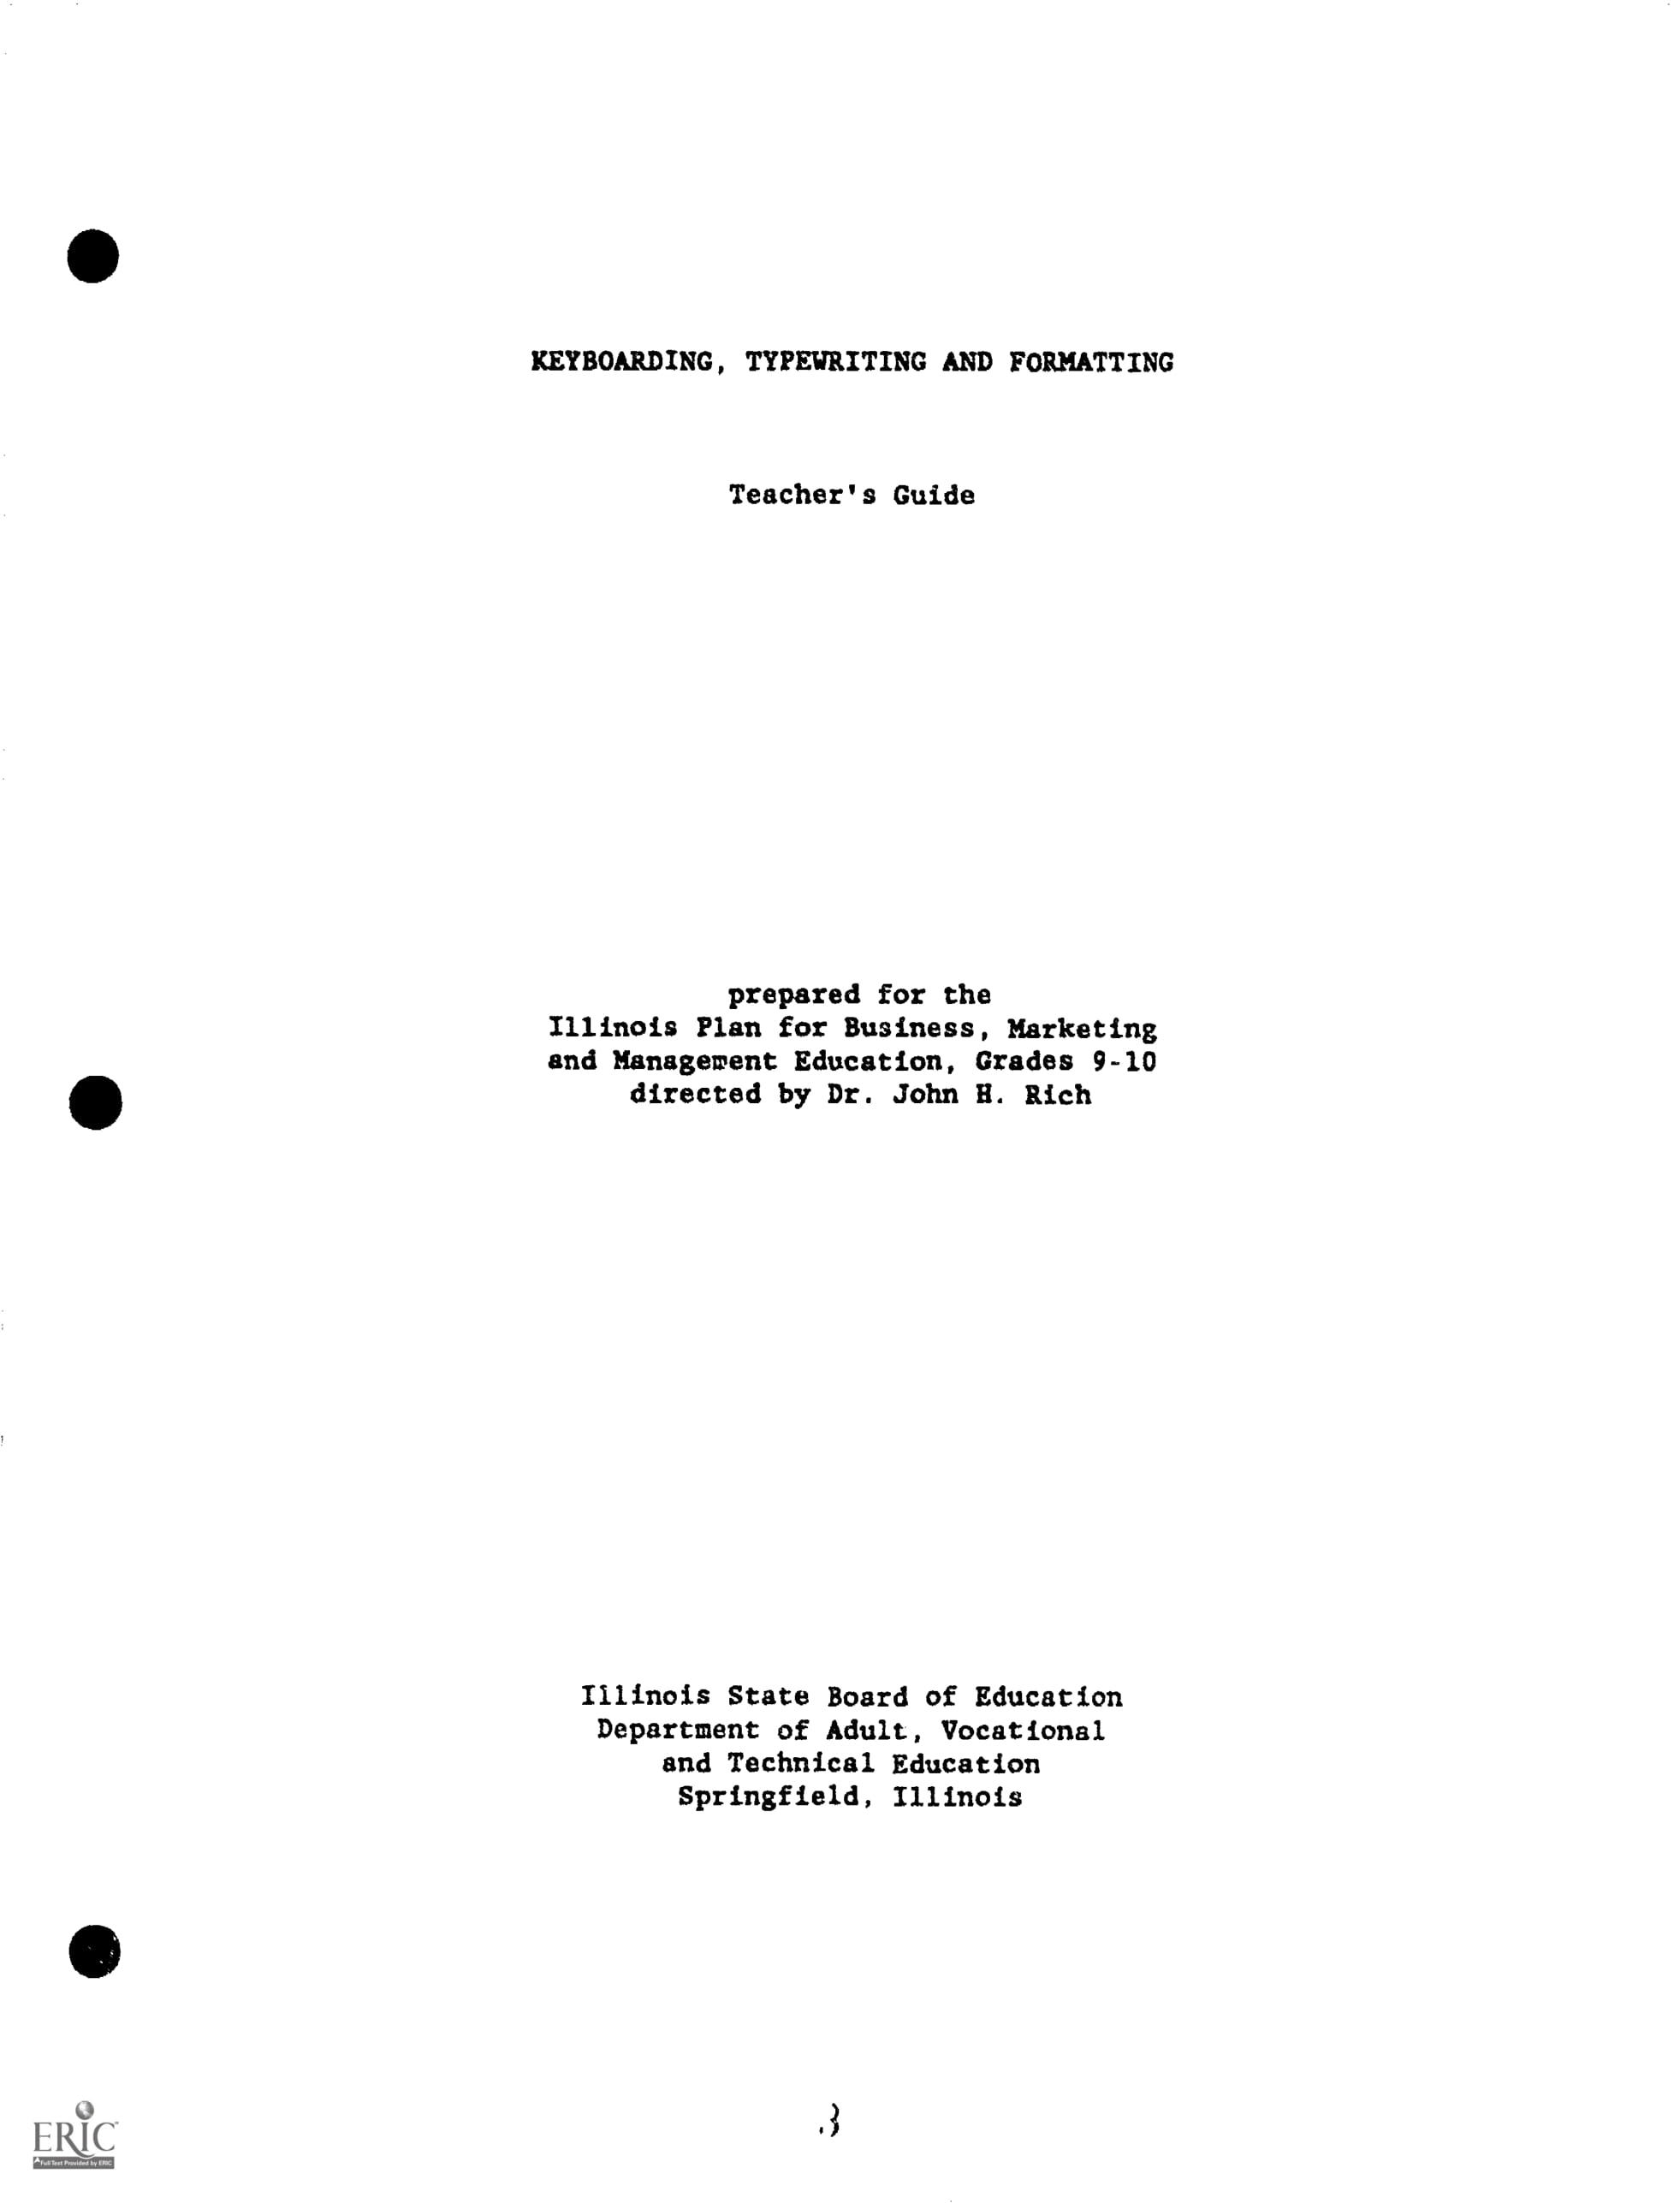 KEYBOARDING, TYPEWRITING AND FORMATTING
Teacher's Guide
prepared for the
Illinois Plan for Business, Marketing
and Management Education, Grades 9-10
directed by Dr. John H. Rich
Illinois State Board of Education
Department of Adult, Vocational
and Technical Education
Springfield, Illinois
3
ERIC
Full Text Provided by ERIC